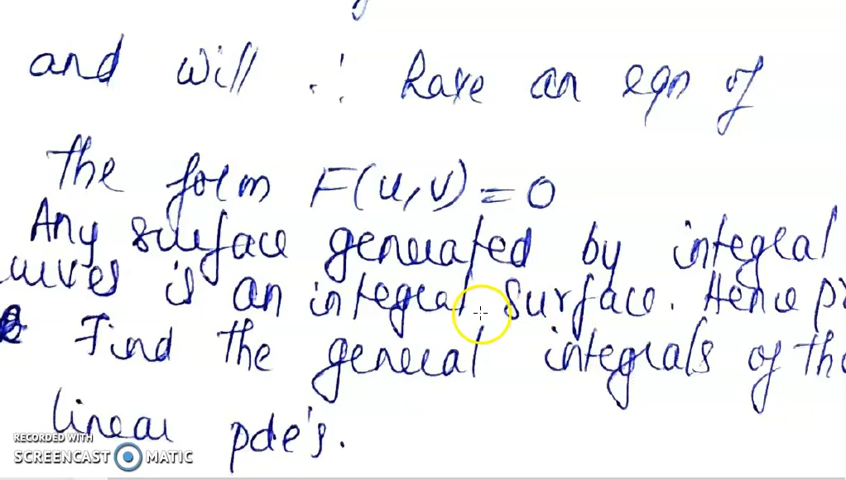 and will ∴ have an eqn of
the form F(u,v) = 0
Any surface generated by integral
curves is an integral surface. Hence pr
Find the general integrals of the
linear pde's.
RECORDED WITH
SCREENCAST MATIC